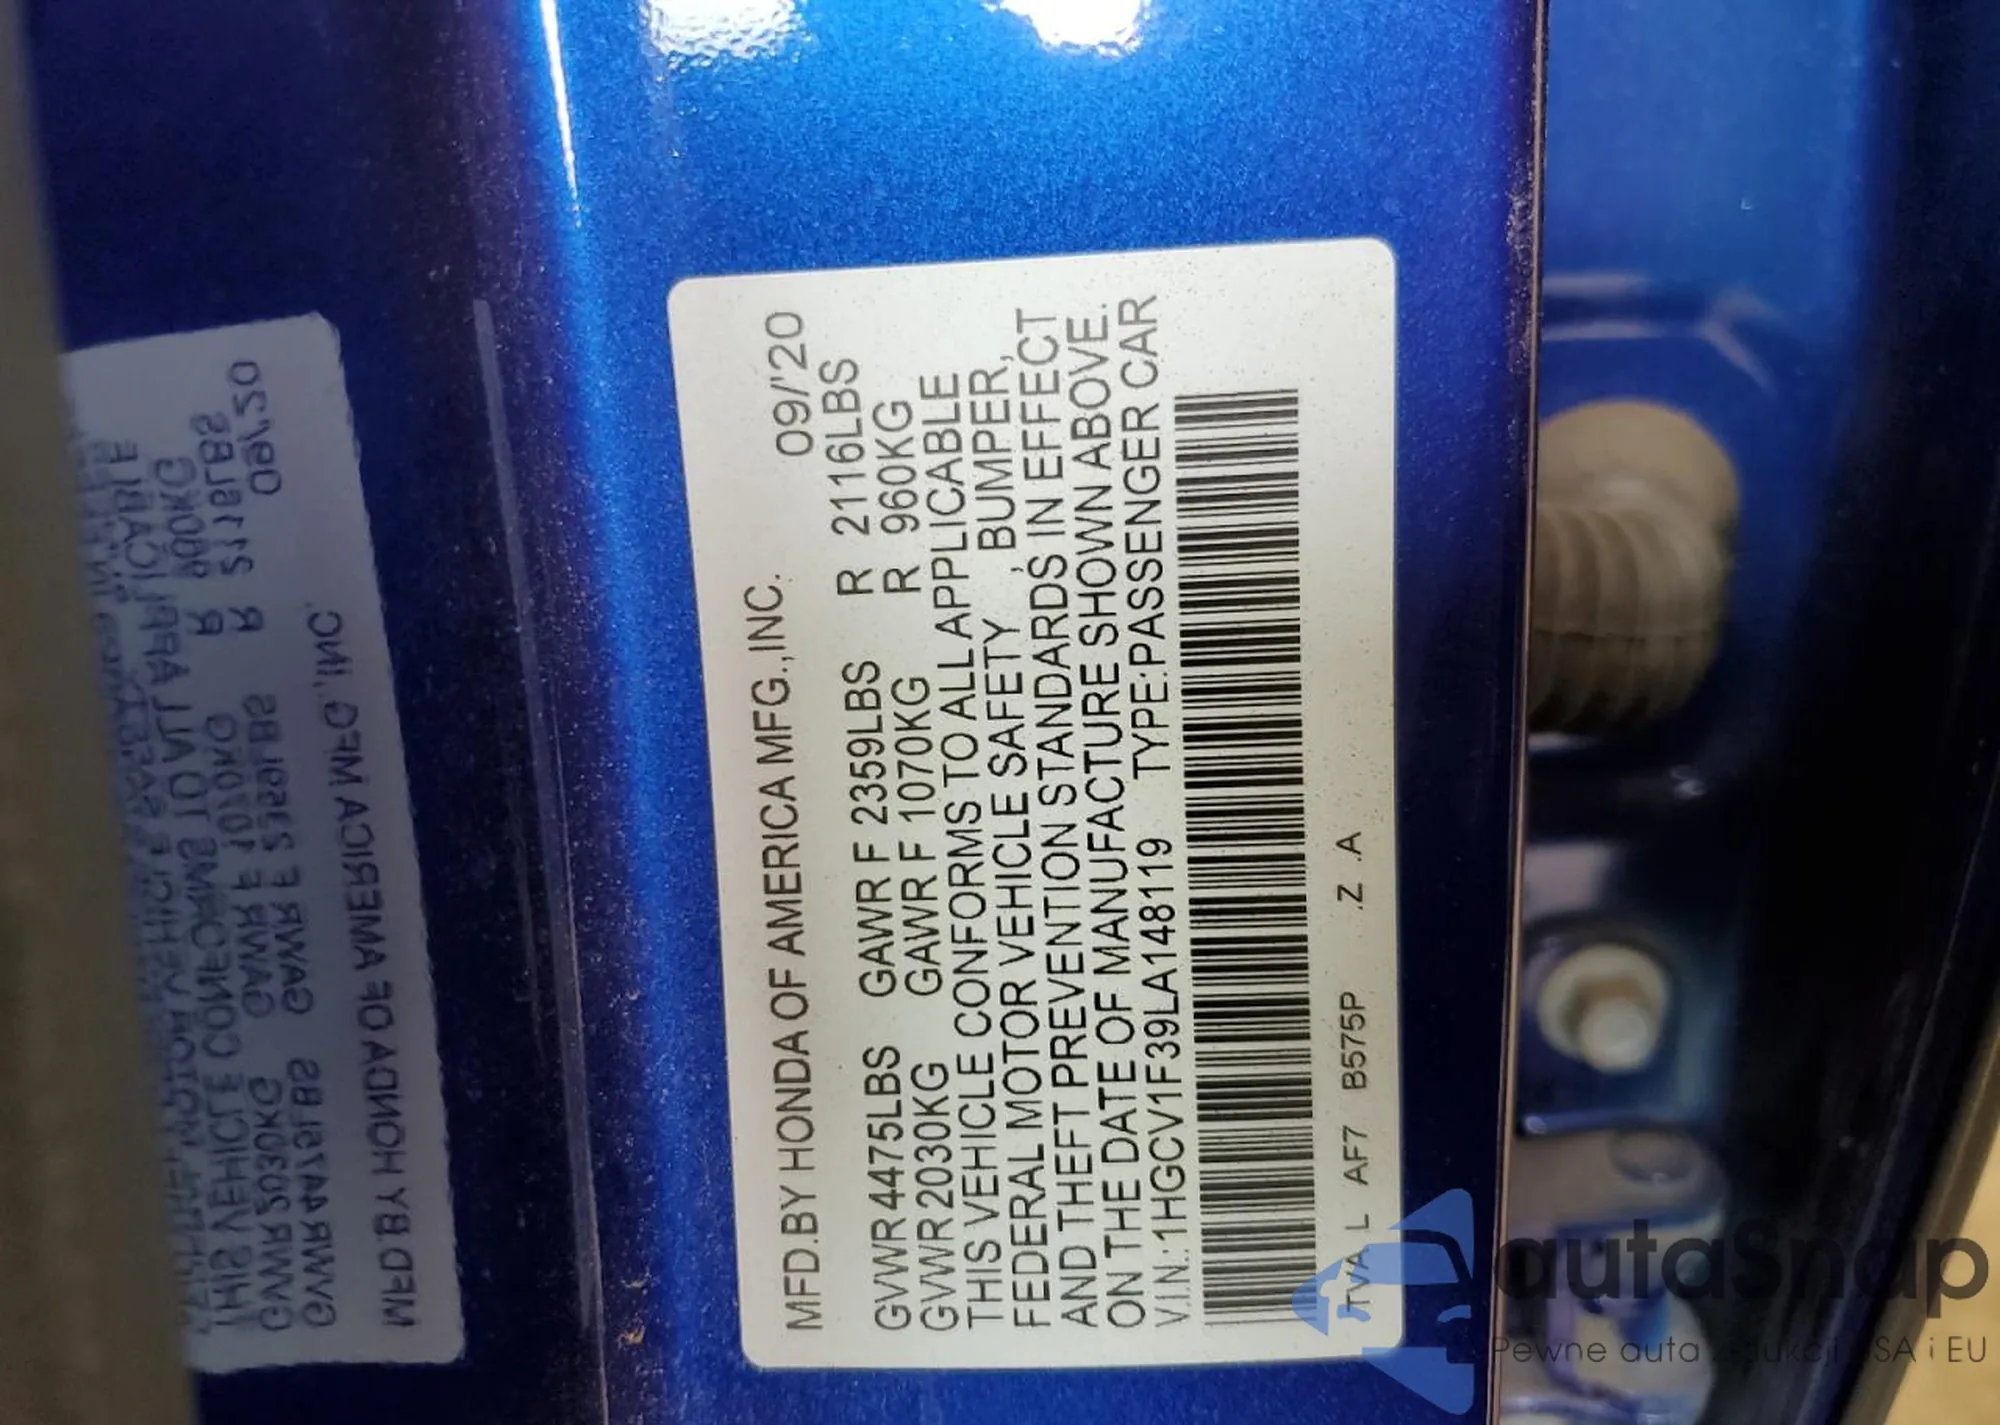 MFD.BY HONDA OF AMERICA MFG.,INC. 09/'20
GVWR 4475LBS GAWR F 2359LBS R 2116LBS
GVWR 2030KG GAWR F 1070KG R 960KG
THIS VEHICLE CONFORMS TO ALL APPLICABLE
FEDERAL MOTOR VEHICLE SAFETY, BUMPER,
AND THEFT PREVENTION STANDARDS IN EFFECT
ON THE DATE OF MANUFACTURE SHOWN ABOVE.
V.I.N.:1HGCV1F39LA148119 TYPE:PASSENGER CAR
TVA L AF7 B575P .Z .A
autaSnap
Pewne auta z aukcji USA i EU